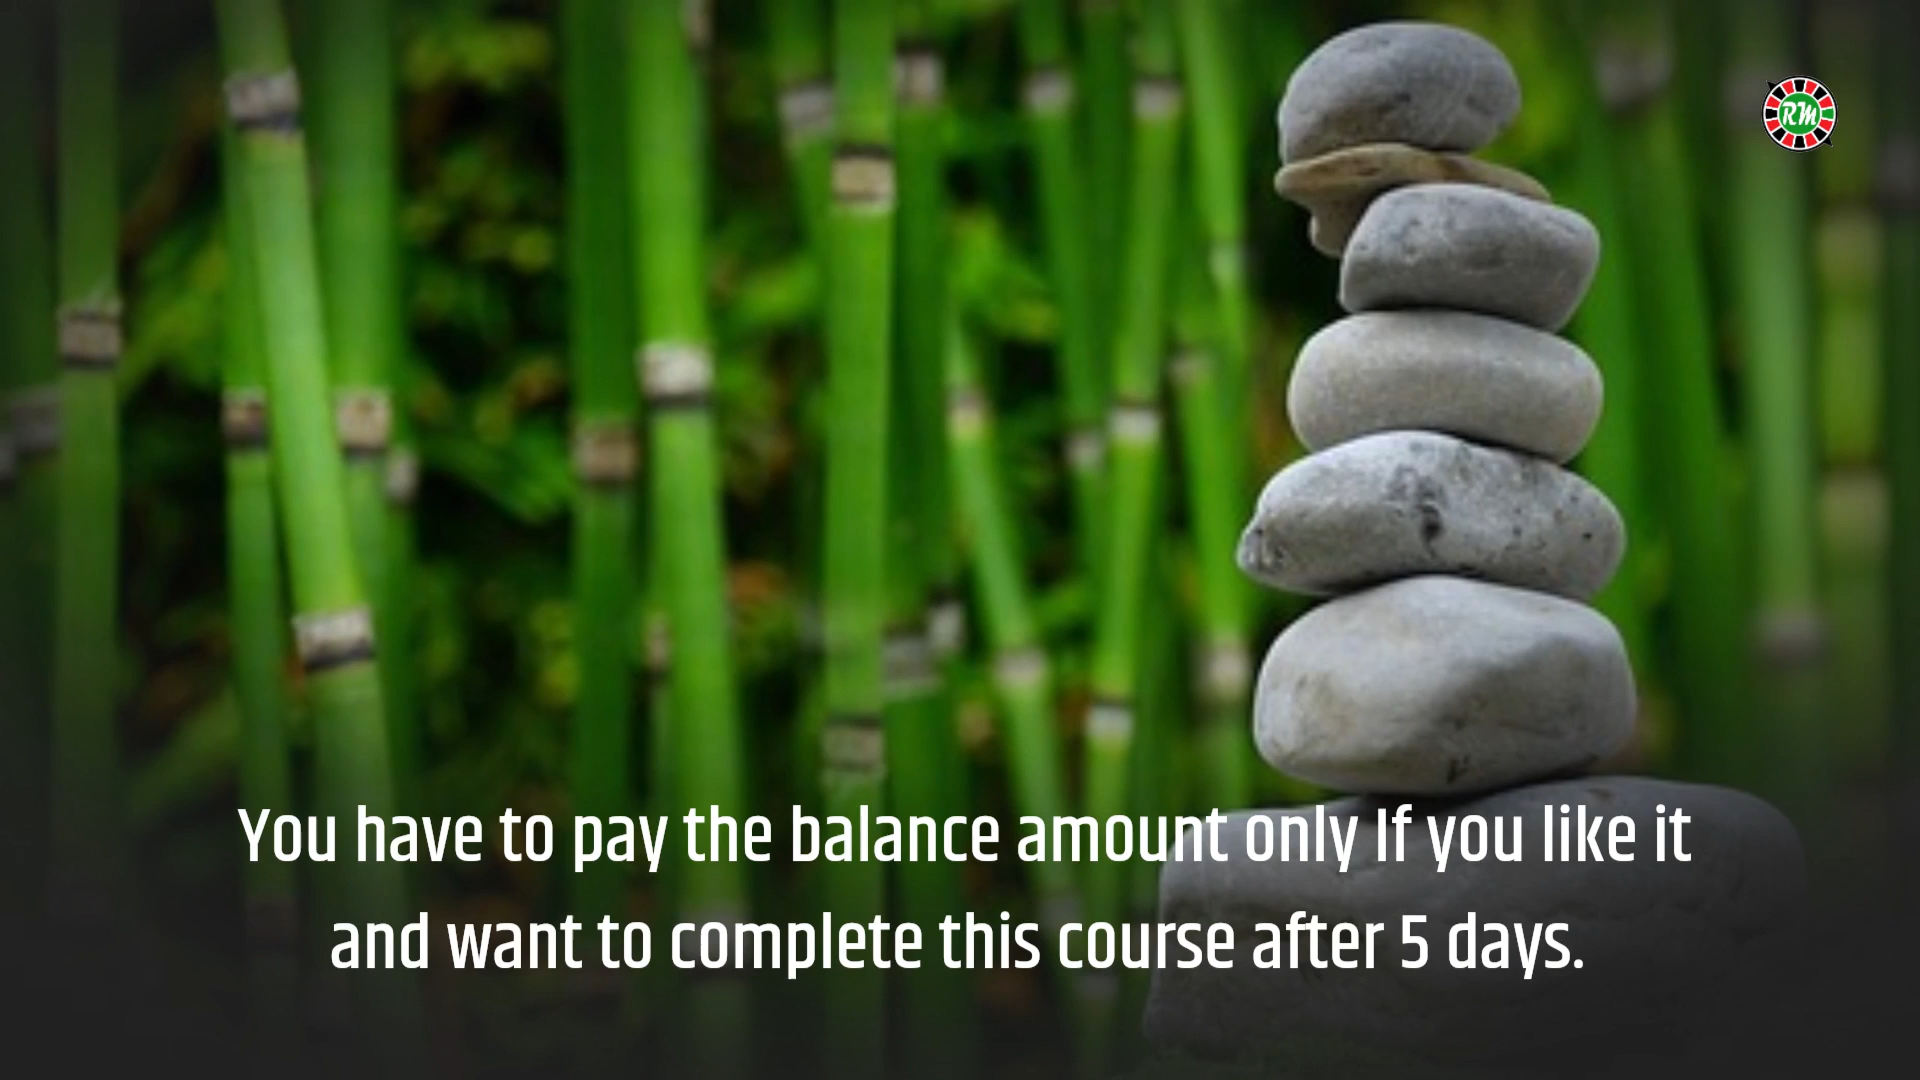 RM
You have to pay the balance amount only If you like it
and want to complete this course after 5 days.